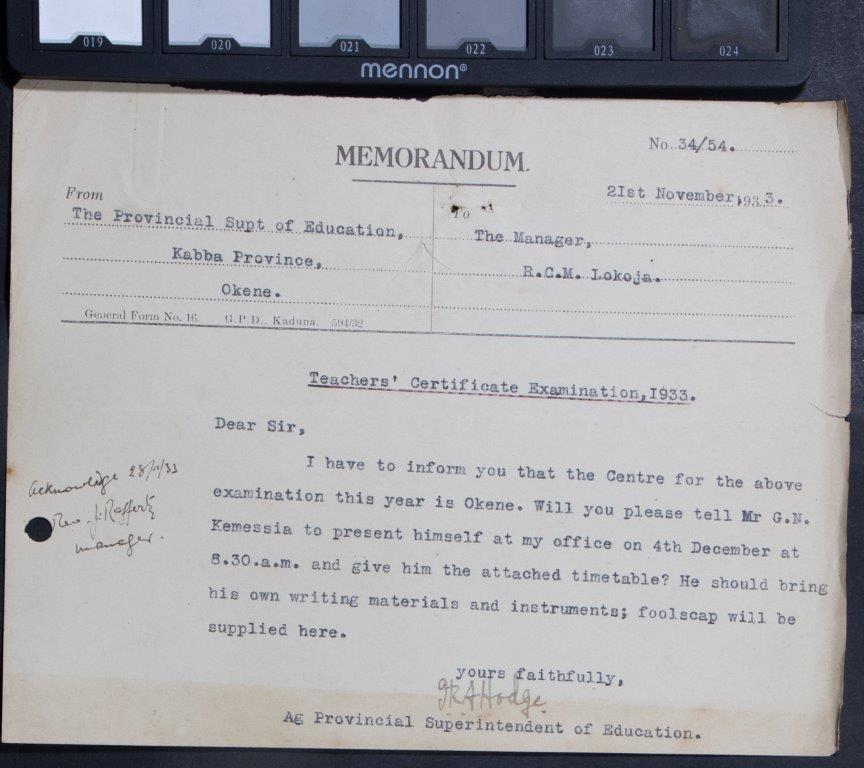 019 020 021 022 023 024
mennon®
No. 34/54.
MEMORANDUM.
21st November, 1933.
From
To
The Provincial Supt of Education,
The Manager,
Kabba Province,
R.C.M. Lokoja.
Okene.
General Form No. 16. G.P.D., Kaduna. 594/32
Teachers' Certificate Examination,I933.
Dear Sir,
I have to inform you that the Centre for the above
examination this year is Okene. Will you please tell Mr G.N.
Kemessia to present himself at my office on 4th December at
8.30.a.m. and give him the attached timetable? He should bring
his own writing materials and instruments; foolscap will be
supplied here.
Acknowledge 28/11/33
Rev. J. Rafferty
manager.
yours faithfully,
Hodge
Ag Provincial Superintendent of Education.